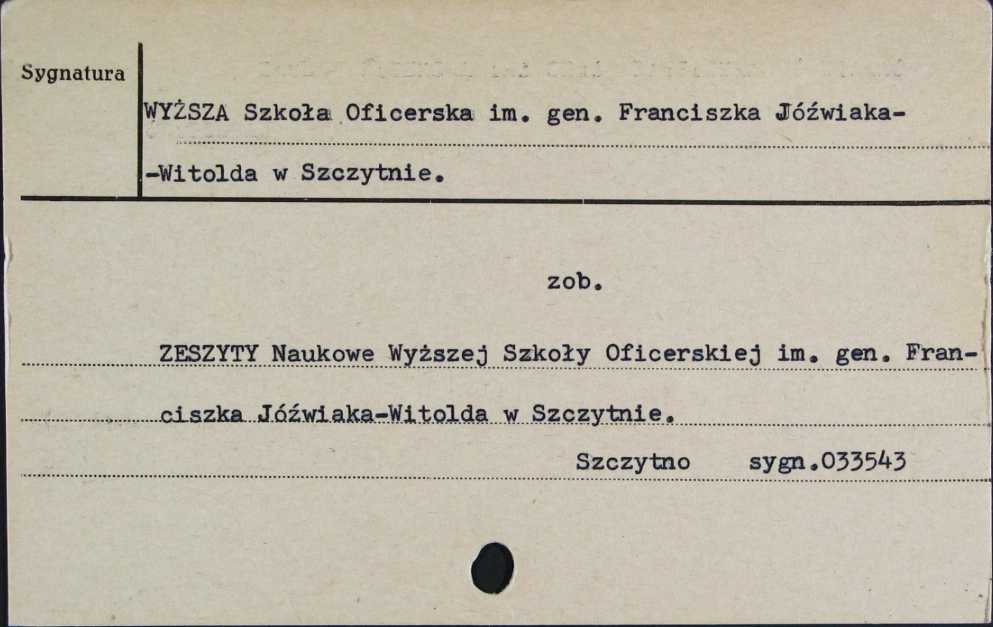 Sygnatura
WYŻSZA Szkoła Oficerska im. gen. Franciszka Jóźwiaka-
-Witolda w Szczytnie.
zob.
ZESZYTY Naukowe Wyższej Szkoły Oficerskiej im. gen. Fran-
ciszka Jóźwiaka-Witolda w Szczytnie.
Szczytno sygn.033543